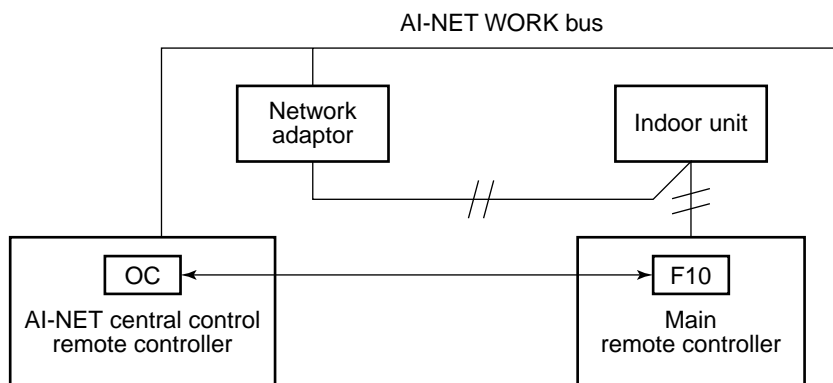 AI-NET WORK bus
Network
adaptor
Indoor unit
OC
AI-NET central control
remote controller
F10
Main
remote controller